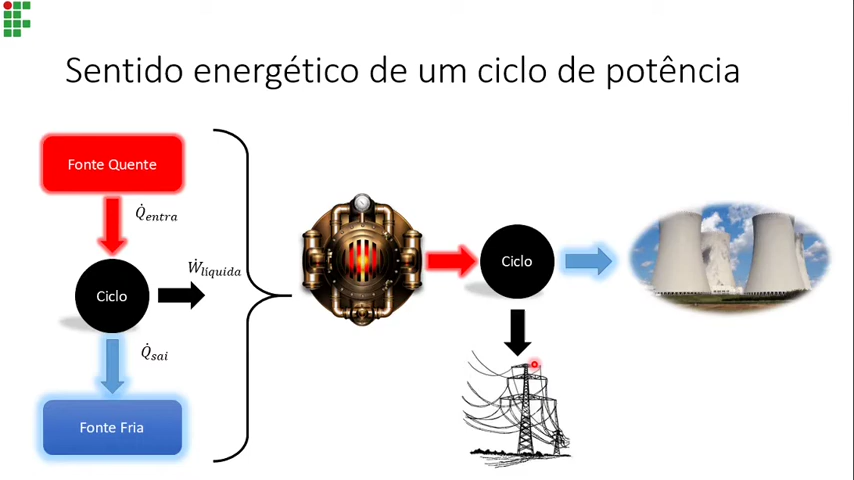 Sentido energético de um ciclo de potência
Fonte Quente
Q̇entra
Ẇlíquida
Ciclo
Q̇sai
Fonte Fria
Ciclo